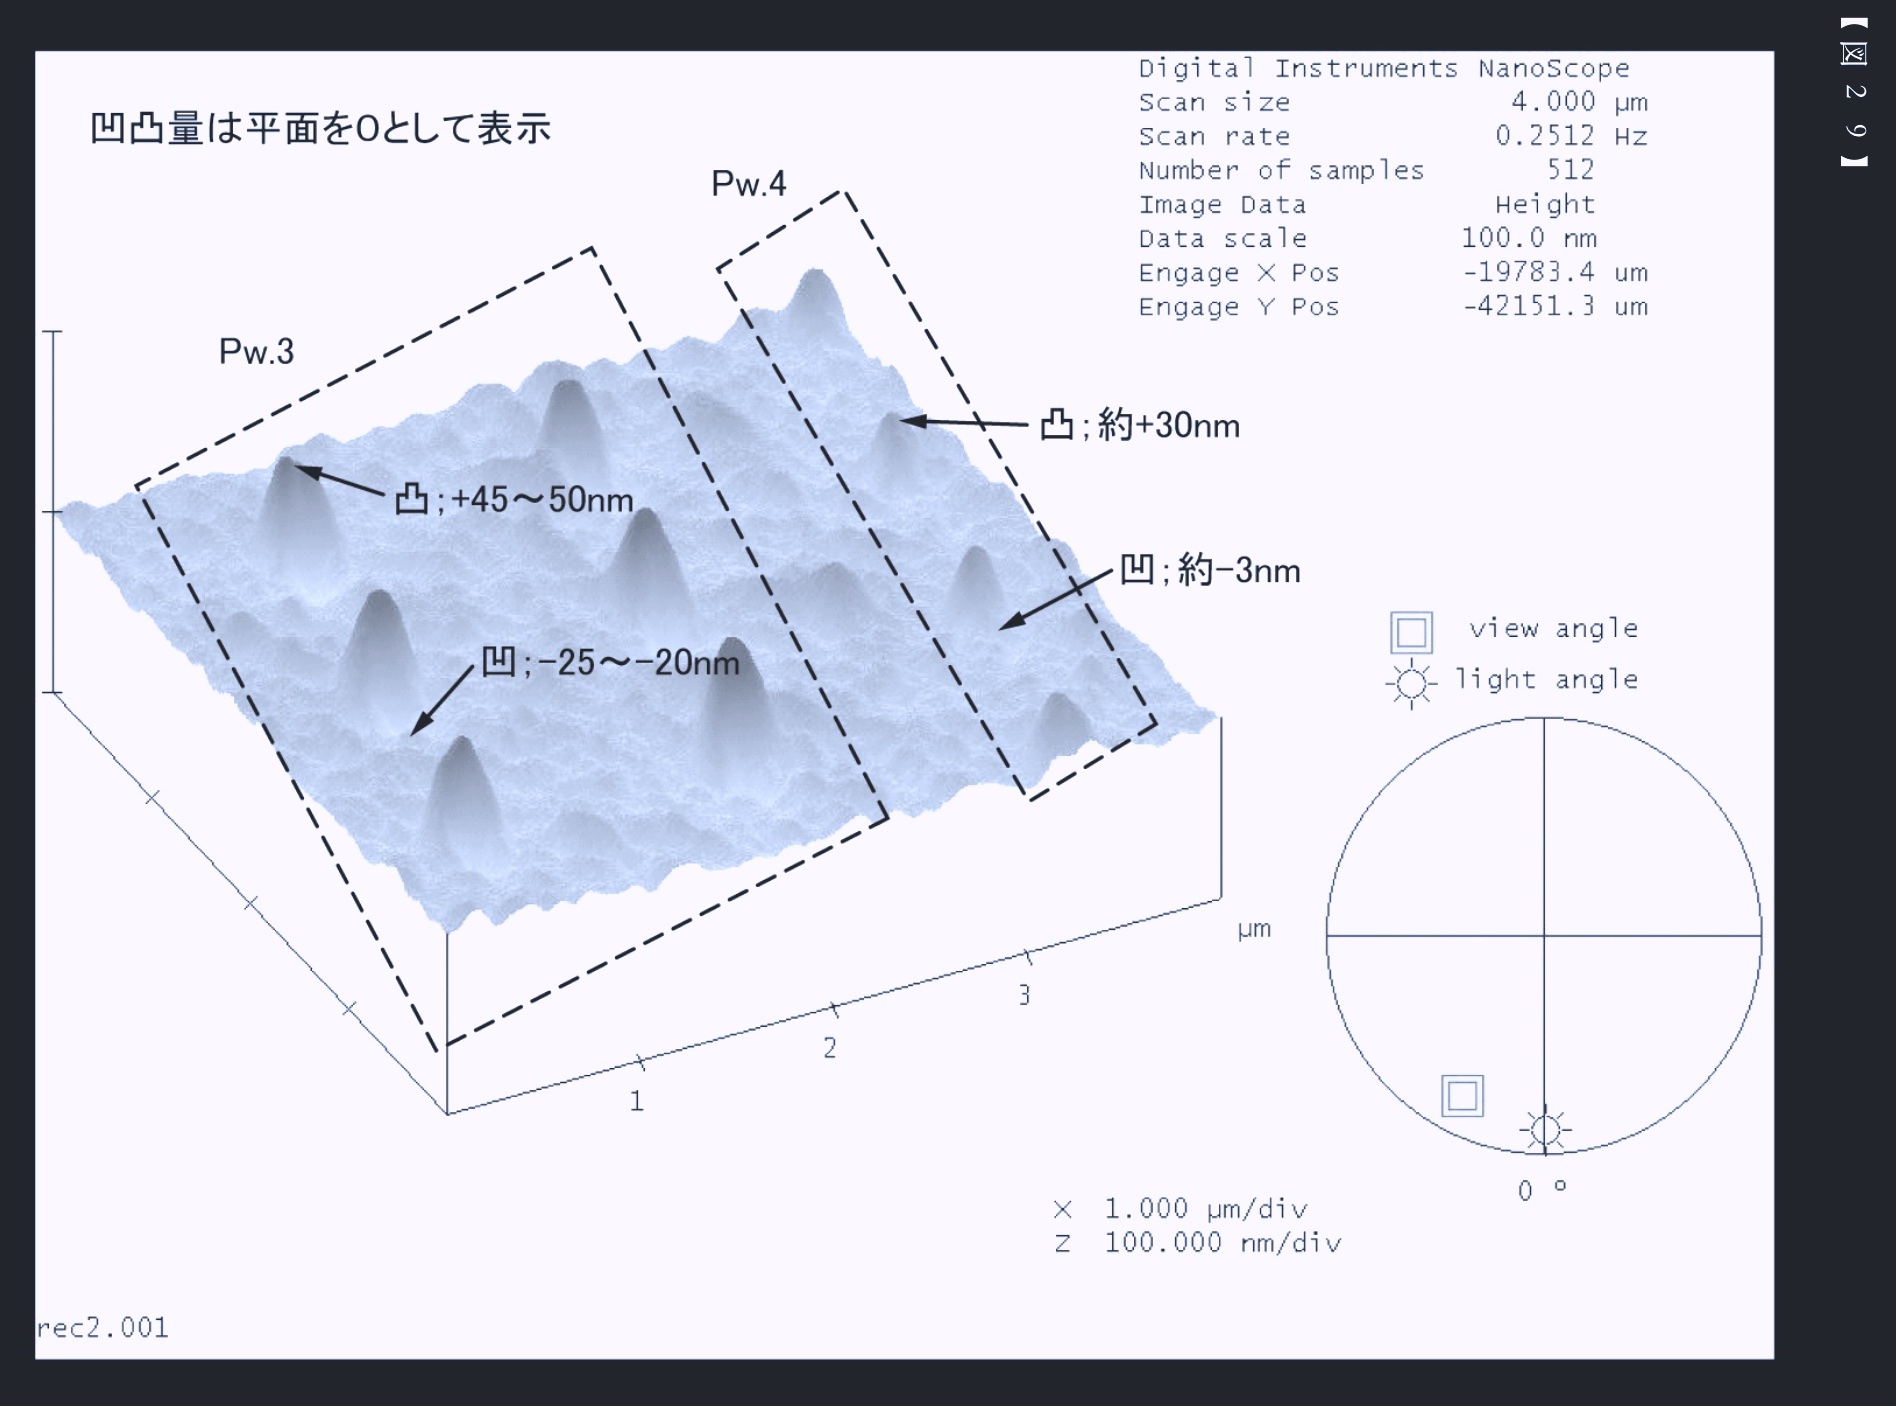 【図29】
凹凸量は平面を0として表示
Digital Instruments NanoScope
Scan size 4.000 µm
Scan rate 0.2512 Hz
Number of samples 512
Image Data Height
Data scale 100.0 nm
Engage X Pos -19783.4 um
Engage Y Pos -42151.3 um
Pw.4
Pw.3
凸;約+30nm
凸;+45～50nm
凹;約-3nm
凹;-25～-20nm
view angle
light angle
µm
3
2
1
0 °
X 1.000 µm/div
Z 100.000 nm/div
rec2.001